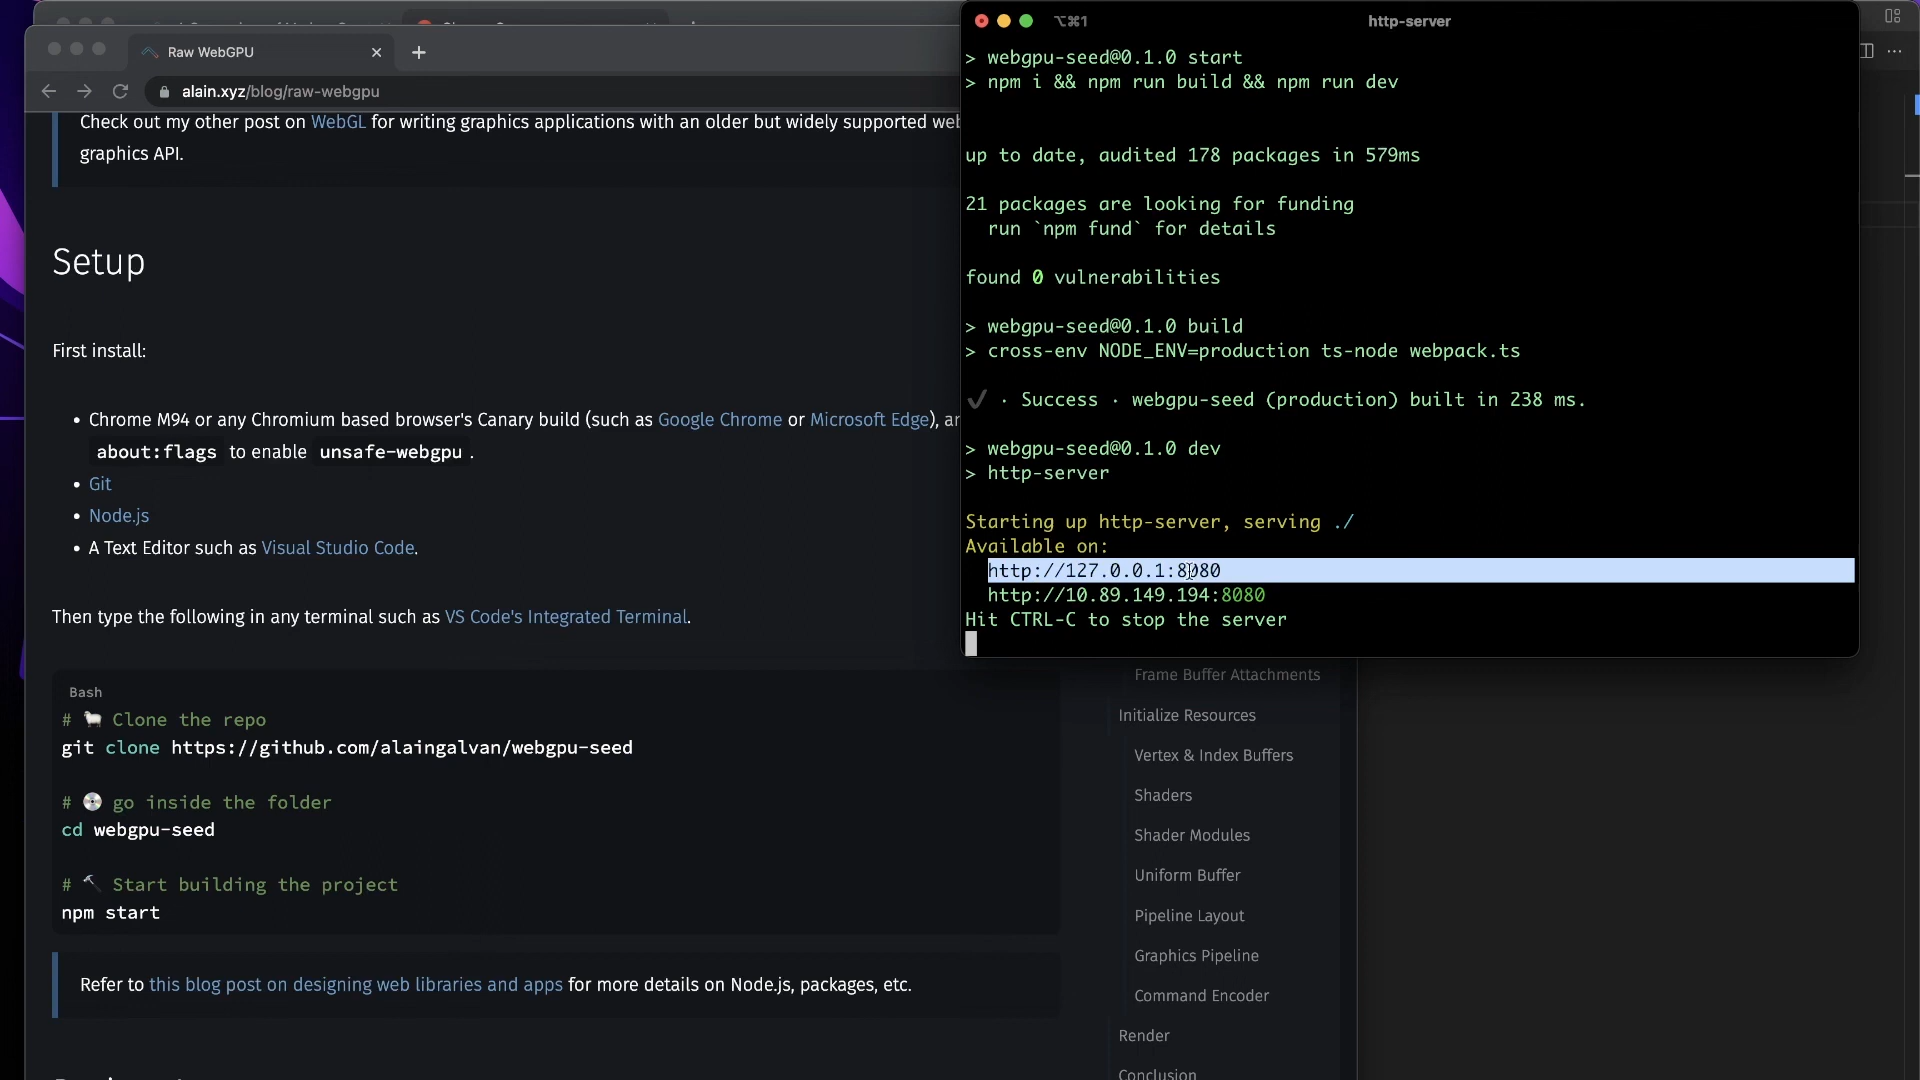 Raw WebGPU
alain.xyz/blog/raw-webgpu
Check out my other post on WebGL for writing graphics applications with an older but widely supported web
graphics API.
Setup
First install:
• Chrome M94 or any Chromium based browser's Canary build (such as Google Chrome or Microsoft Edge), an
about:flags to enable unsafe-webgpu .
• Git
• Node.js
• A Text Editor such as Visual Studio Code.
Then type the following in any terminal such as VS Code's Integrated Terminal.
Bash
# 🐑 Clone the repo
git clone https://github.com/alaingalvan/webgpu-seed
# 💿 go inside the folder
cd webgpu-seed
# 🔨 Start building the project
npm start
Refer to this blog post on designing web libraries and apps for more details on Node.js, packages, etc.
⌥⌘1
http-server
> webgpu-seed@0.1.0 start
> npm i && npm run build && npm run dev
up to date, audited 178 packages in 579ms
21 packages are looking for funding
run `npm fund` for details
found 0 vulnerabilities
> webgpu-seed@0.1.0 build
> cross-env NODE_ENV=production ts-node webpack.ts
✔ · Success · webgpu-seed (production) built in 238 ms.
> webgpu-seed@0.1.0 dev
> http-server
Starting up http-server, serving ./
Available on:
http://127.0.0.1:8080
http://10.89.149.194:8080
Hit CTRL-C to stop the server
Frame Buffer Attachments
Initialize Resources
Vertex & Index Buffers
Shaders
Shader Modules
Uniform Buffer
Pipeline Layout
Graphics Pipeline
Command Encoder
Render
Conclusion